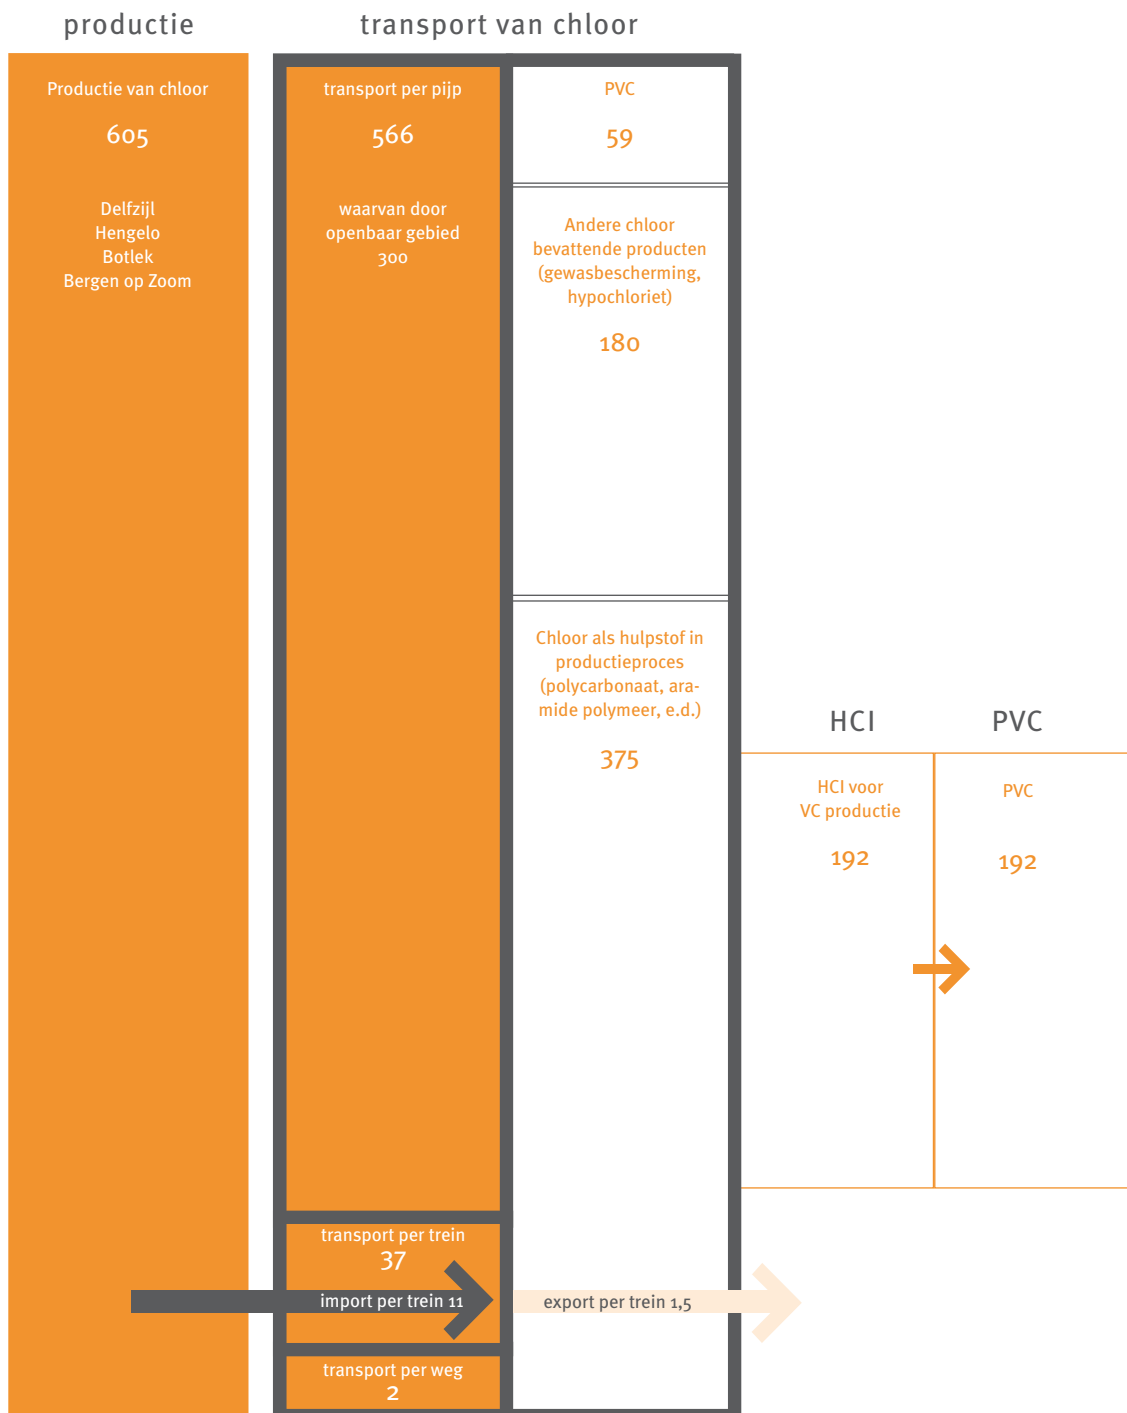 productie
transport van chloor
Productie van chloor
605
Delfzijl
Hengelo
Botlek
Bergen op Zoom
transport per pijp
566
waarvan door
openbaar gebied
300
PVC
59
Andere chloor
bevattende producten
(gewasbescherming,
hypochloriet)
180
Chloor als hulpstof in
productieproces
(polycarbonaat, ara-
mide polymeer, e.d.)
375
HCI
PVC
HCI voor
VC productie
192
PVC
192
transport per trein
37
import per trein 11
export per trein 1,5
transport per weg
2